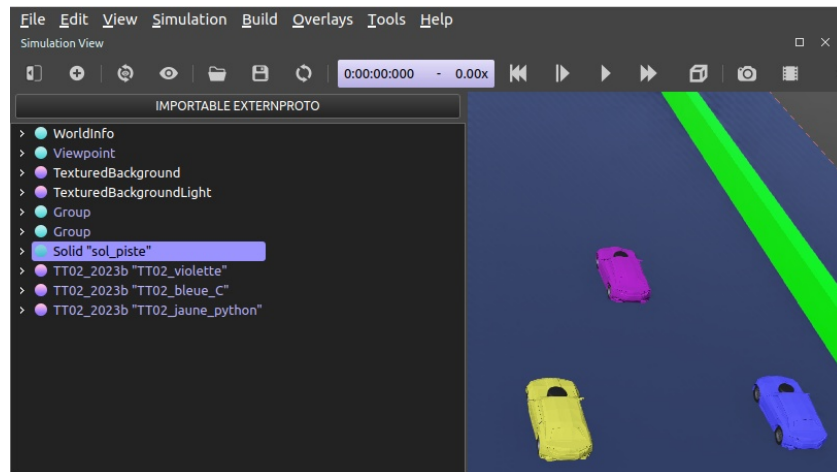 File Edit View Simulation Build Overlays Tools Help
Simulation View
0:00:00:000 - 0.00x
IMPORTABLE EXTERNPROTO
WorldInfo
Viewpoint
TexturedBackground
TexturedBackgroundLight
Group
Group
Solid "sol_piste"
TT02_2023b "TT02_violette"
TT02_2023b "TT02_bleue_C"
TT02_2023b "TT02_jaune_python"